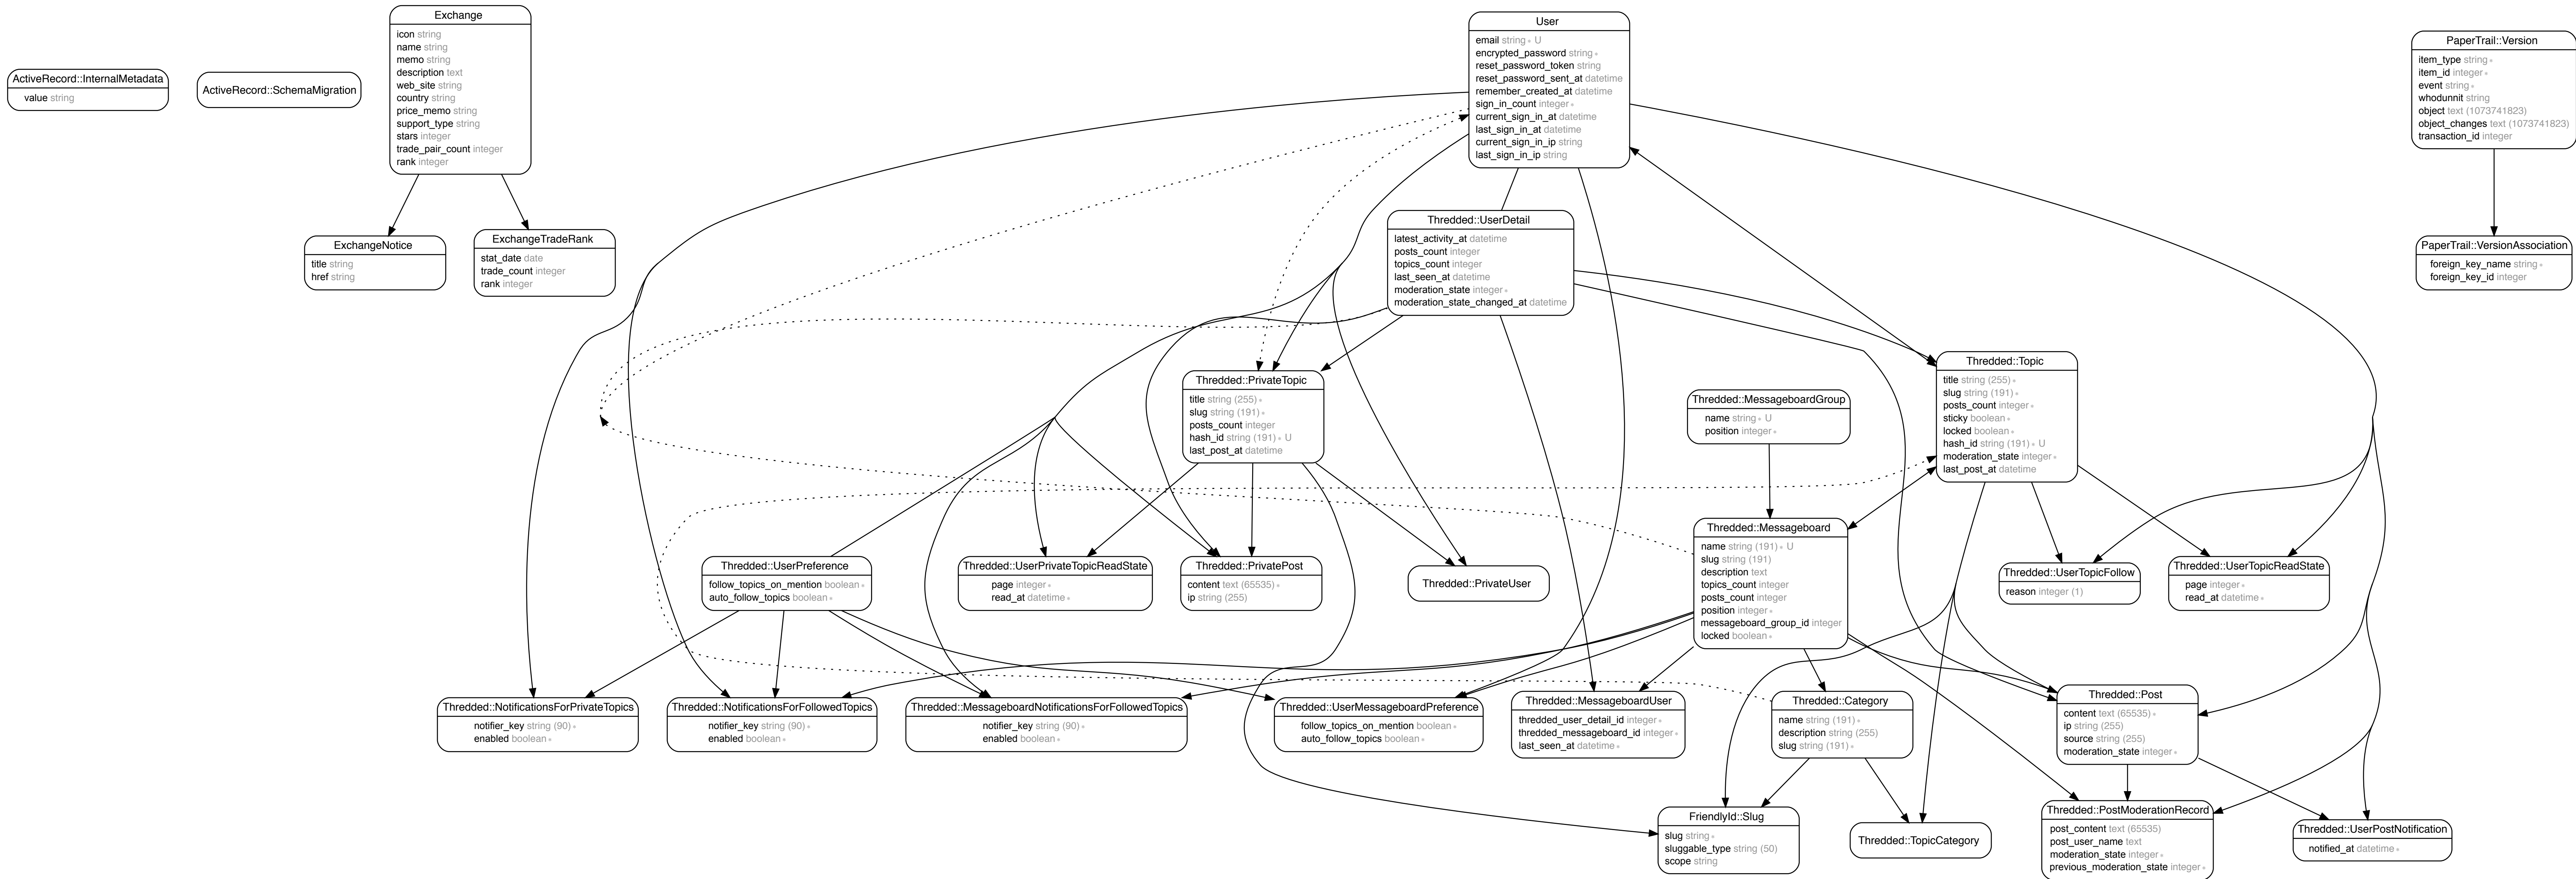 ActiveRecord::InternalMetadata
value string
ActiveRecord::SchemaMigration
Exchange
icon string
name string
memo string
description text
web_site string
country string
price_memo string
support_type string
stars integer
trade_pair_count integer
rank integer
ExchangeNotice
title string
href string
ExchangeTradeRank
stat_date date
trade_count integer
rank integer
User
email string ∗ U
encrypted_password string ∗
reset_password_token string
reset_password_sent_at datetime
remember_created_at datetime
sign_in_count integer ∗
current_sign_in_at datetime
last_sign_in_at datetime
current_sign_in_ip string
last_sign_in_ip string
PaperTrail::Version
item_type string ∗
item_id integer ∗
event string ∗
whodunnit string
object text (1073741823)
object_changes text (1073741823)
transaction_id integer
PaperTrail::VersionAssociation
foreign_key_name string ∗
foreign_key_id integer
Thredded::UserDetail
latest_activity_at datetime
posts_count integer
topics_count integer
last_seen_at datetime
moderation_state integer ∗
moderation_state_changed_at datetime
Thredded::PrivateTopic
title string (255) ∗
slug string (191) ∗
posts_count integer
hash_id string (191) ∗ U
last_post_at datetime
Thredded::MessageboardGroup
name string ∗ U
position integer ∗
Thredded::Topic
title string (255) ∗
slug string (191) ∗
posts_count integer ∗
sticky boolean ∗
locked boolean ∗
hash_id string (191) ∗ U
moderation_state integer ∗
last_post_at datetime
Thredded::Messageboard
name string (191) ∗ U
slug string (191)
description text
topics_count integer
posts_count integer
position integer ∗
messageboard_group_id integer
locked boolean ∗
Thredded::UserPreference
follow_topics_on_mention boolean ∗
auto_follow_topics boolean ∗
Thredded::UserPrivateTopicReadState
page integer ∗
read_at datetime ∗
Thredded::PrivatePost
content text (65535) ∗
ip string (255)
Thredded::PrivateUser
Thredded::UserTopicFollow
reason integer (1)
Thredded::UserTopicReadState
page integer ∗
read_at datetime ∗
Thredded::NotificationsForPrivateTopics
notifier_key string (90) ∗
enabled boolean ∗
Thredded::NotificationsForFollowedTopics
notifier_key string (90) ∗
enabled boolean ∗
Thredded::MessageboardNotificationsForFollowedTopics
notifier_key string (90) ∗
enabled boolean ∗
Thredded::UserMessageboardPreference
follow_topics_on_mention boolean ∗
auto_follow_topics boolean ∗
Thredded::MessageboardUser
thredded_user_detail_id integer ∗
thredded_messageboard_id integer ∗
last_seen_at datetime ∗
Thredded::Category
name string (191) ∗
description string (255)
slug string (191) ∗
Thredded::Post
content text (65535) ∗
ip string (255)
source string (255)
moderation_state integer ∗
FriendlyId::Slug
slug string ∗
sluggable_type string (50)
scope string
Thredded::TopicCategory
Thredded::PostModerationRecord
post_content text (65535)
post_user_name text
moderation_state integer ∗
previous_moderation_state integer ∗
Thredded::UserPostNotification
notified_at datetime ∗